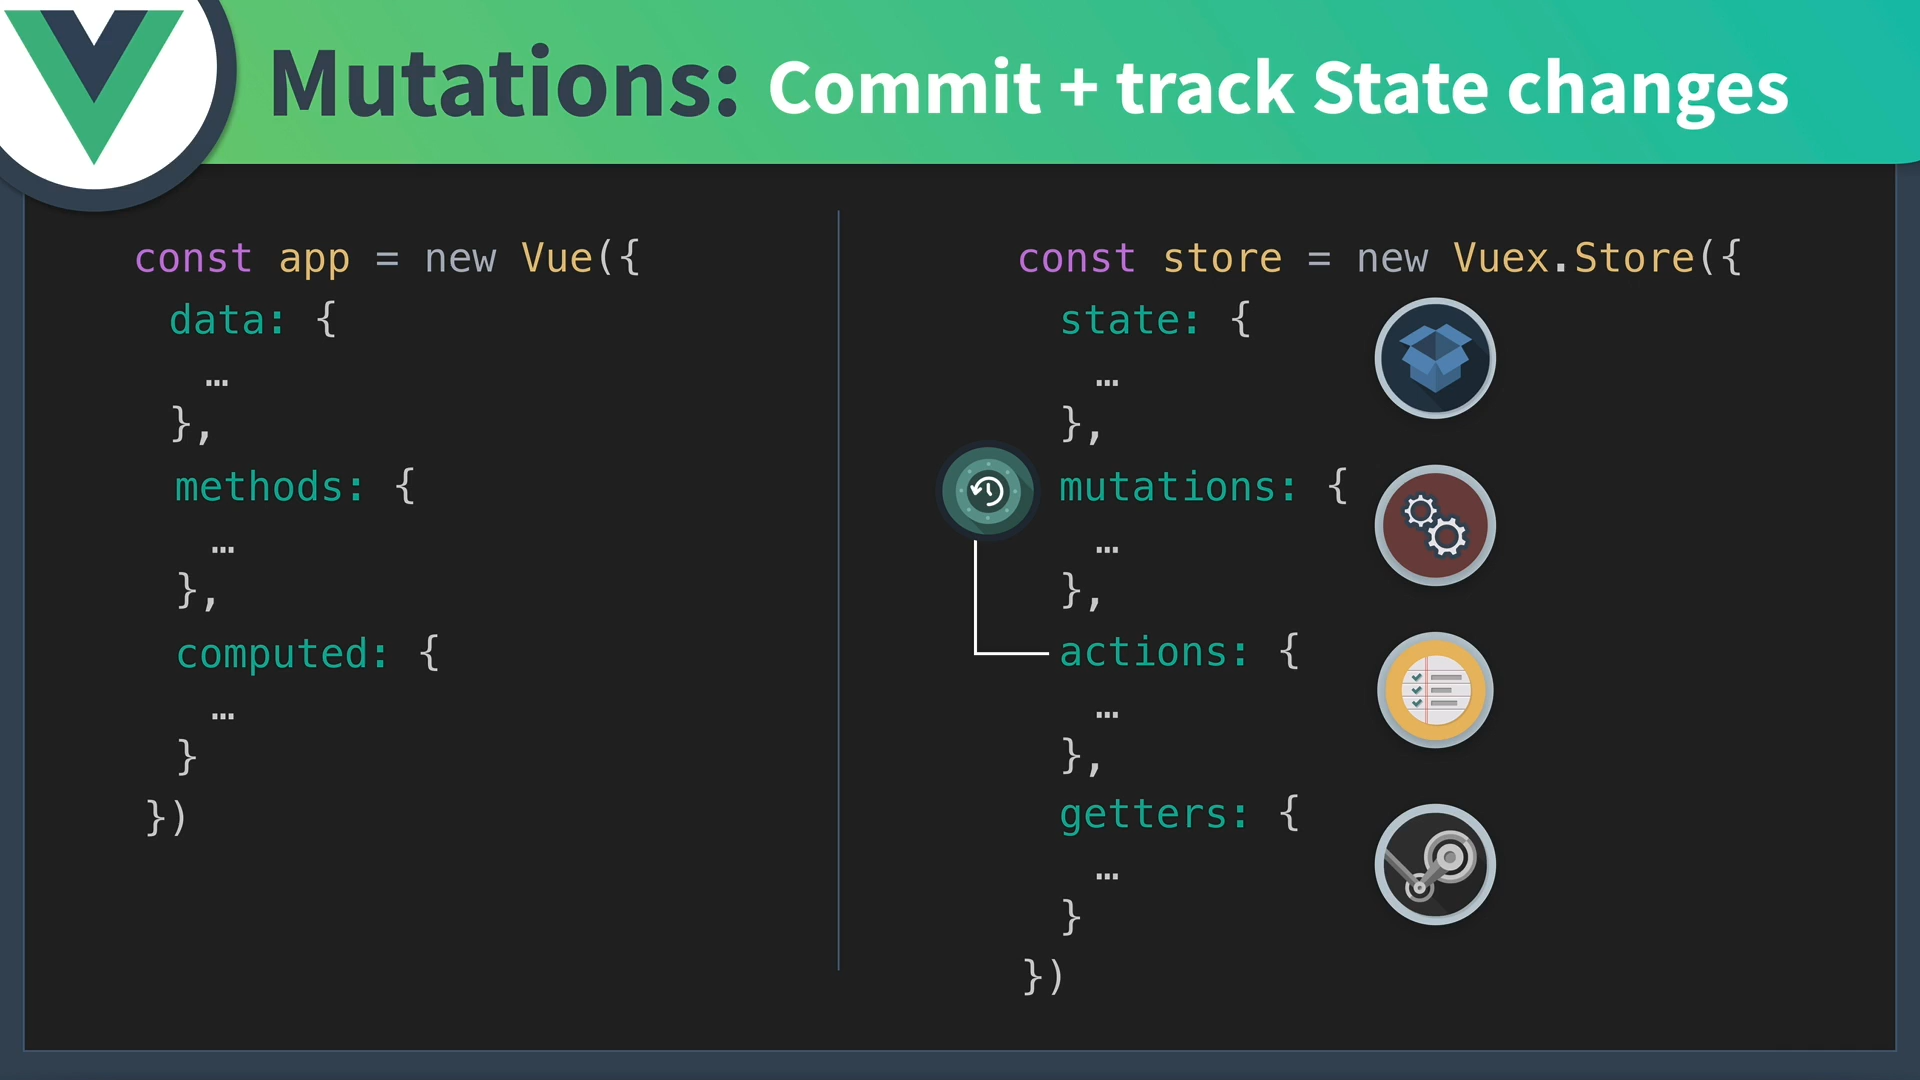 Mutations: Commit + track State changes
const app = new Vue({
data: {
…
},
methods: {
…
},
computed: {
…
}
})
const store = new Vuex.Store({
state: {
…
},
mutations: {
…
},
actions: {
…
},
getters: {
…
}
})